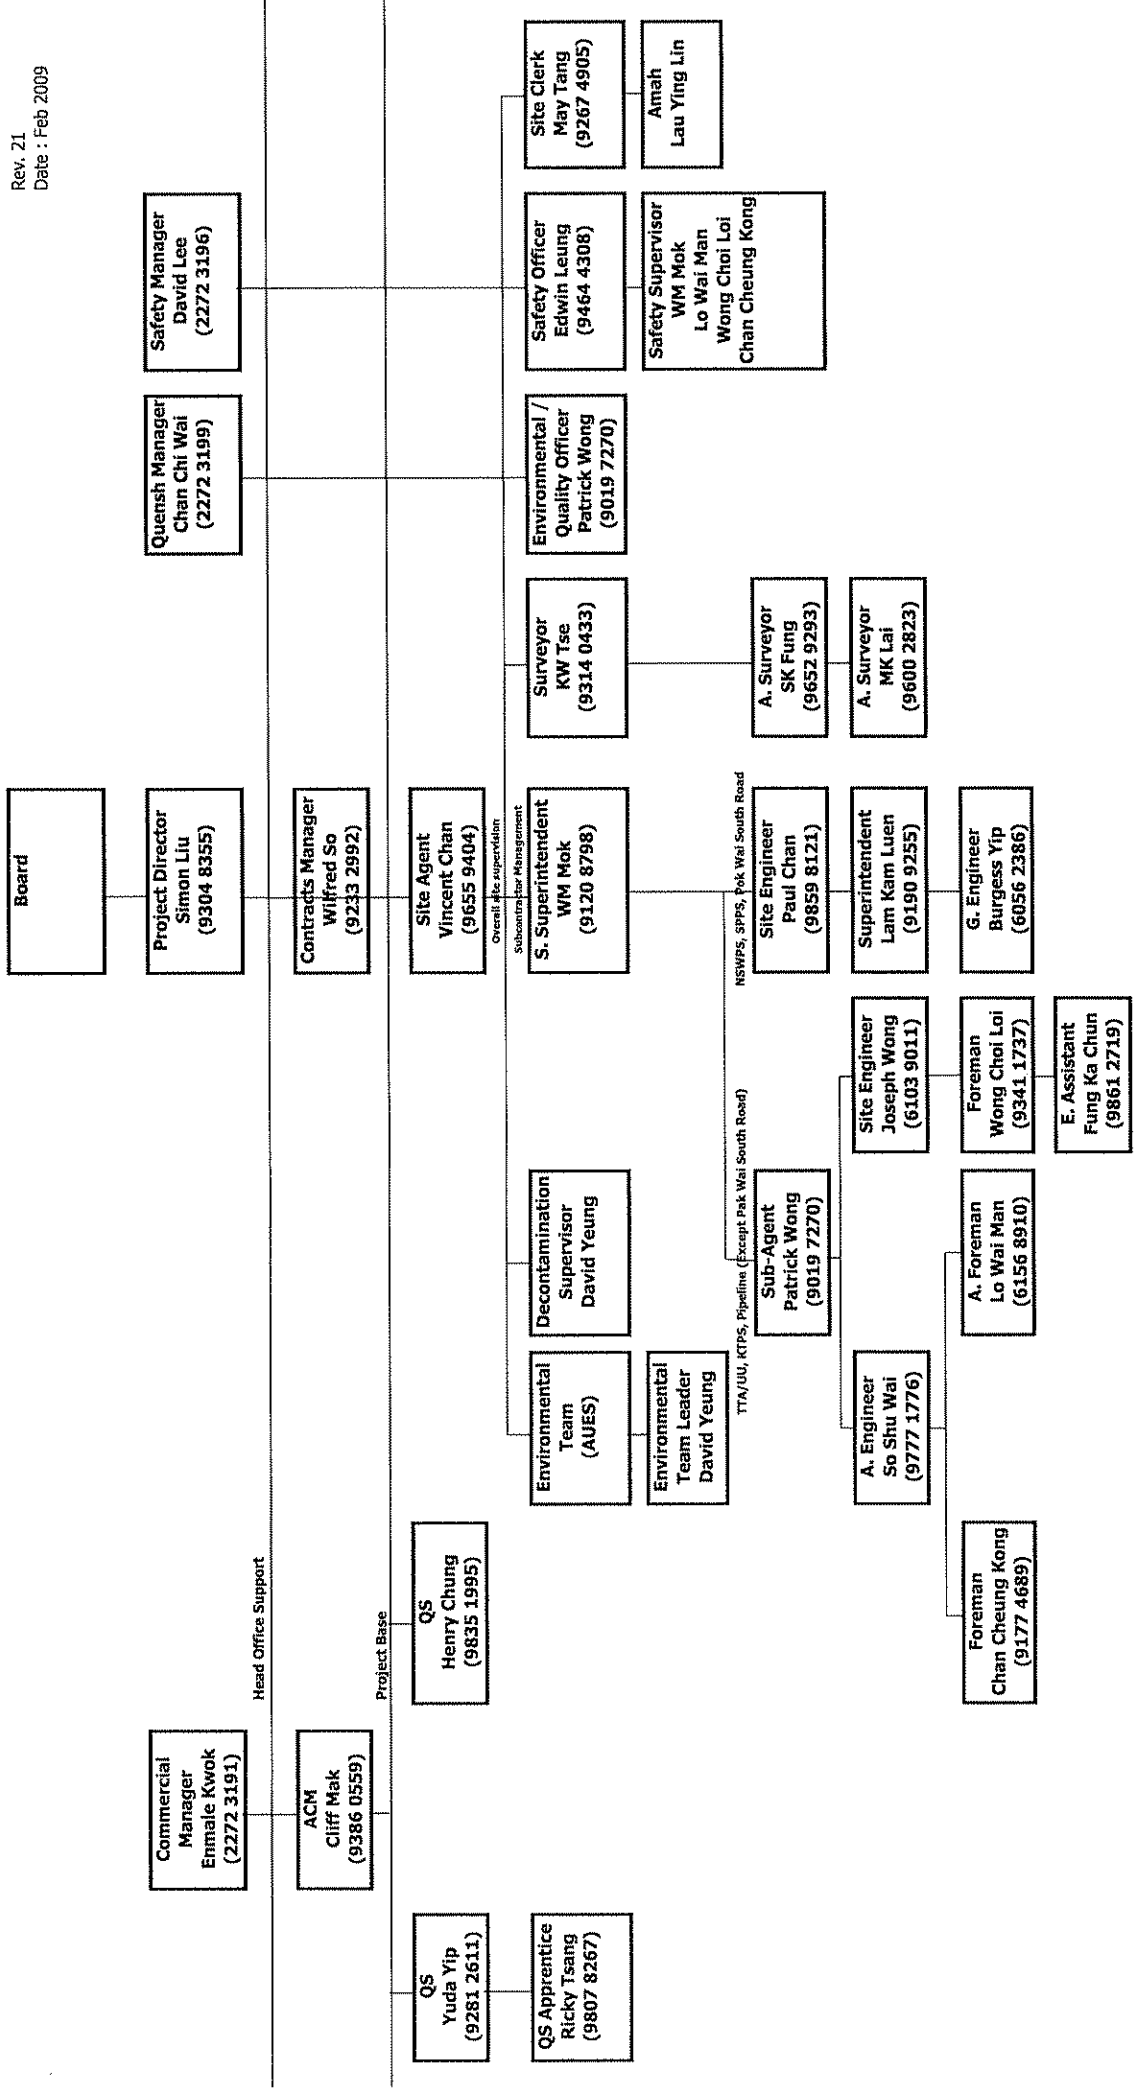 Rev. 21
Date : Feb 2009
Board
Project Director
Simon Liu
(9304 8355)
Commercial
Manager
Enmale Kwok
(2272 3191)
Quensh Manager
Chan Chi Wai
(2272 3199)
Safety Manager
David Lee
(2272 3196)
Head Office Support
ACM
Cliff Mak
(9386 0559)
Contracts Manager
Wilfred So
(9233 2992)
Project Base
QS
Yuda Yip
(9281 2611)
QS
Henry Chung
(9835 1995)
Site Agent
Vincent Chan
(9655 9404)
Overall site supervision
Subcontractor Management
QS Apprentice
Ricky Tsang
(9807 8267)
Environmental
Team
(AUES)
Decontamination
Supervisor
David Yeung
S. Superintendent
WM Mok
(9120 8798)
Surveyor
KW Tse
(9314 0433)
Environmental /
Quality Officer
Patrick Wong
(9019 7270)
Safety Officer
Edwin Leung
(9464 4308)
Site Clerk
May Tang
(9267 4905)
Environmental
Team Leader
David Yeung
Safety Supervisor
WM Mok
Lo Wai Man
Wong Choi Loi
Chan Cheung Kong
Amah
Lau Ying Lin
TTA/UU, KTPS, Pipeline (Except Pak Wai South Road)
NSWPS, SPPS, Pok Wai South Road
Sub-Agent
Patrick Wong
(9019 7270)
Site Engineer
Paul Chan
(9859 8121)
A. Surveyor
SK Fung
(9652 9293)
A. Engineer
So Shu Wai
(9777 1776)
Site Engineer
Joseph Wong
(6103 9011)
Superintendent
Lam Kam Luen
(9190 9255)
A. Surveyor
MK Lai
(9600 2823)
Foreman
Chan Cheung Kong
(9177 4689)
A. Foreman
Lo Wai Man
(6156 8910)
Foreman
Wong Choi Loi
(9341 1737)
G. Engineer
Burgess Yip
(6056 2386)
E. Assistant
Fung Ka Chun
(9861 2719)